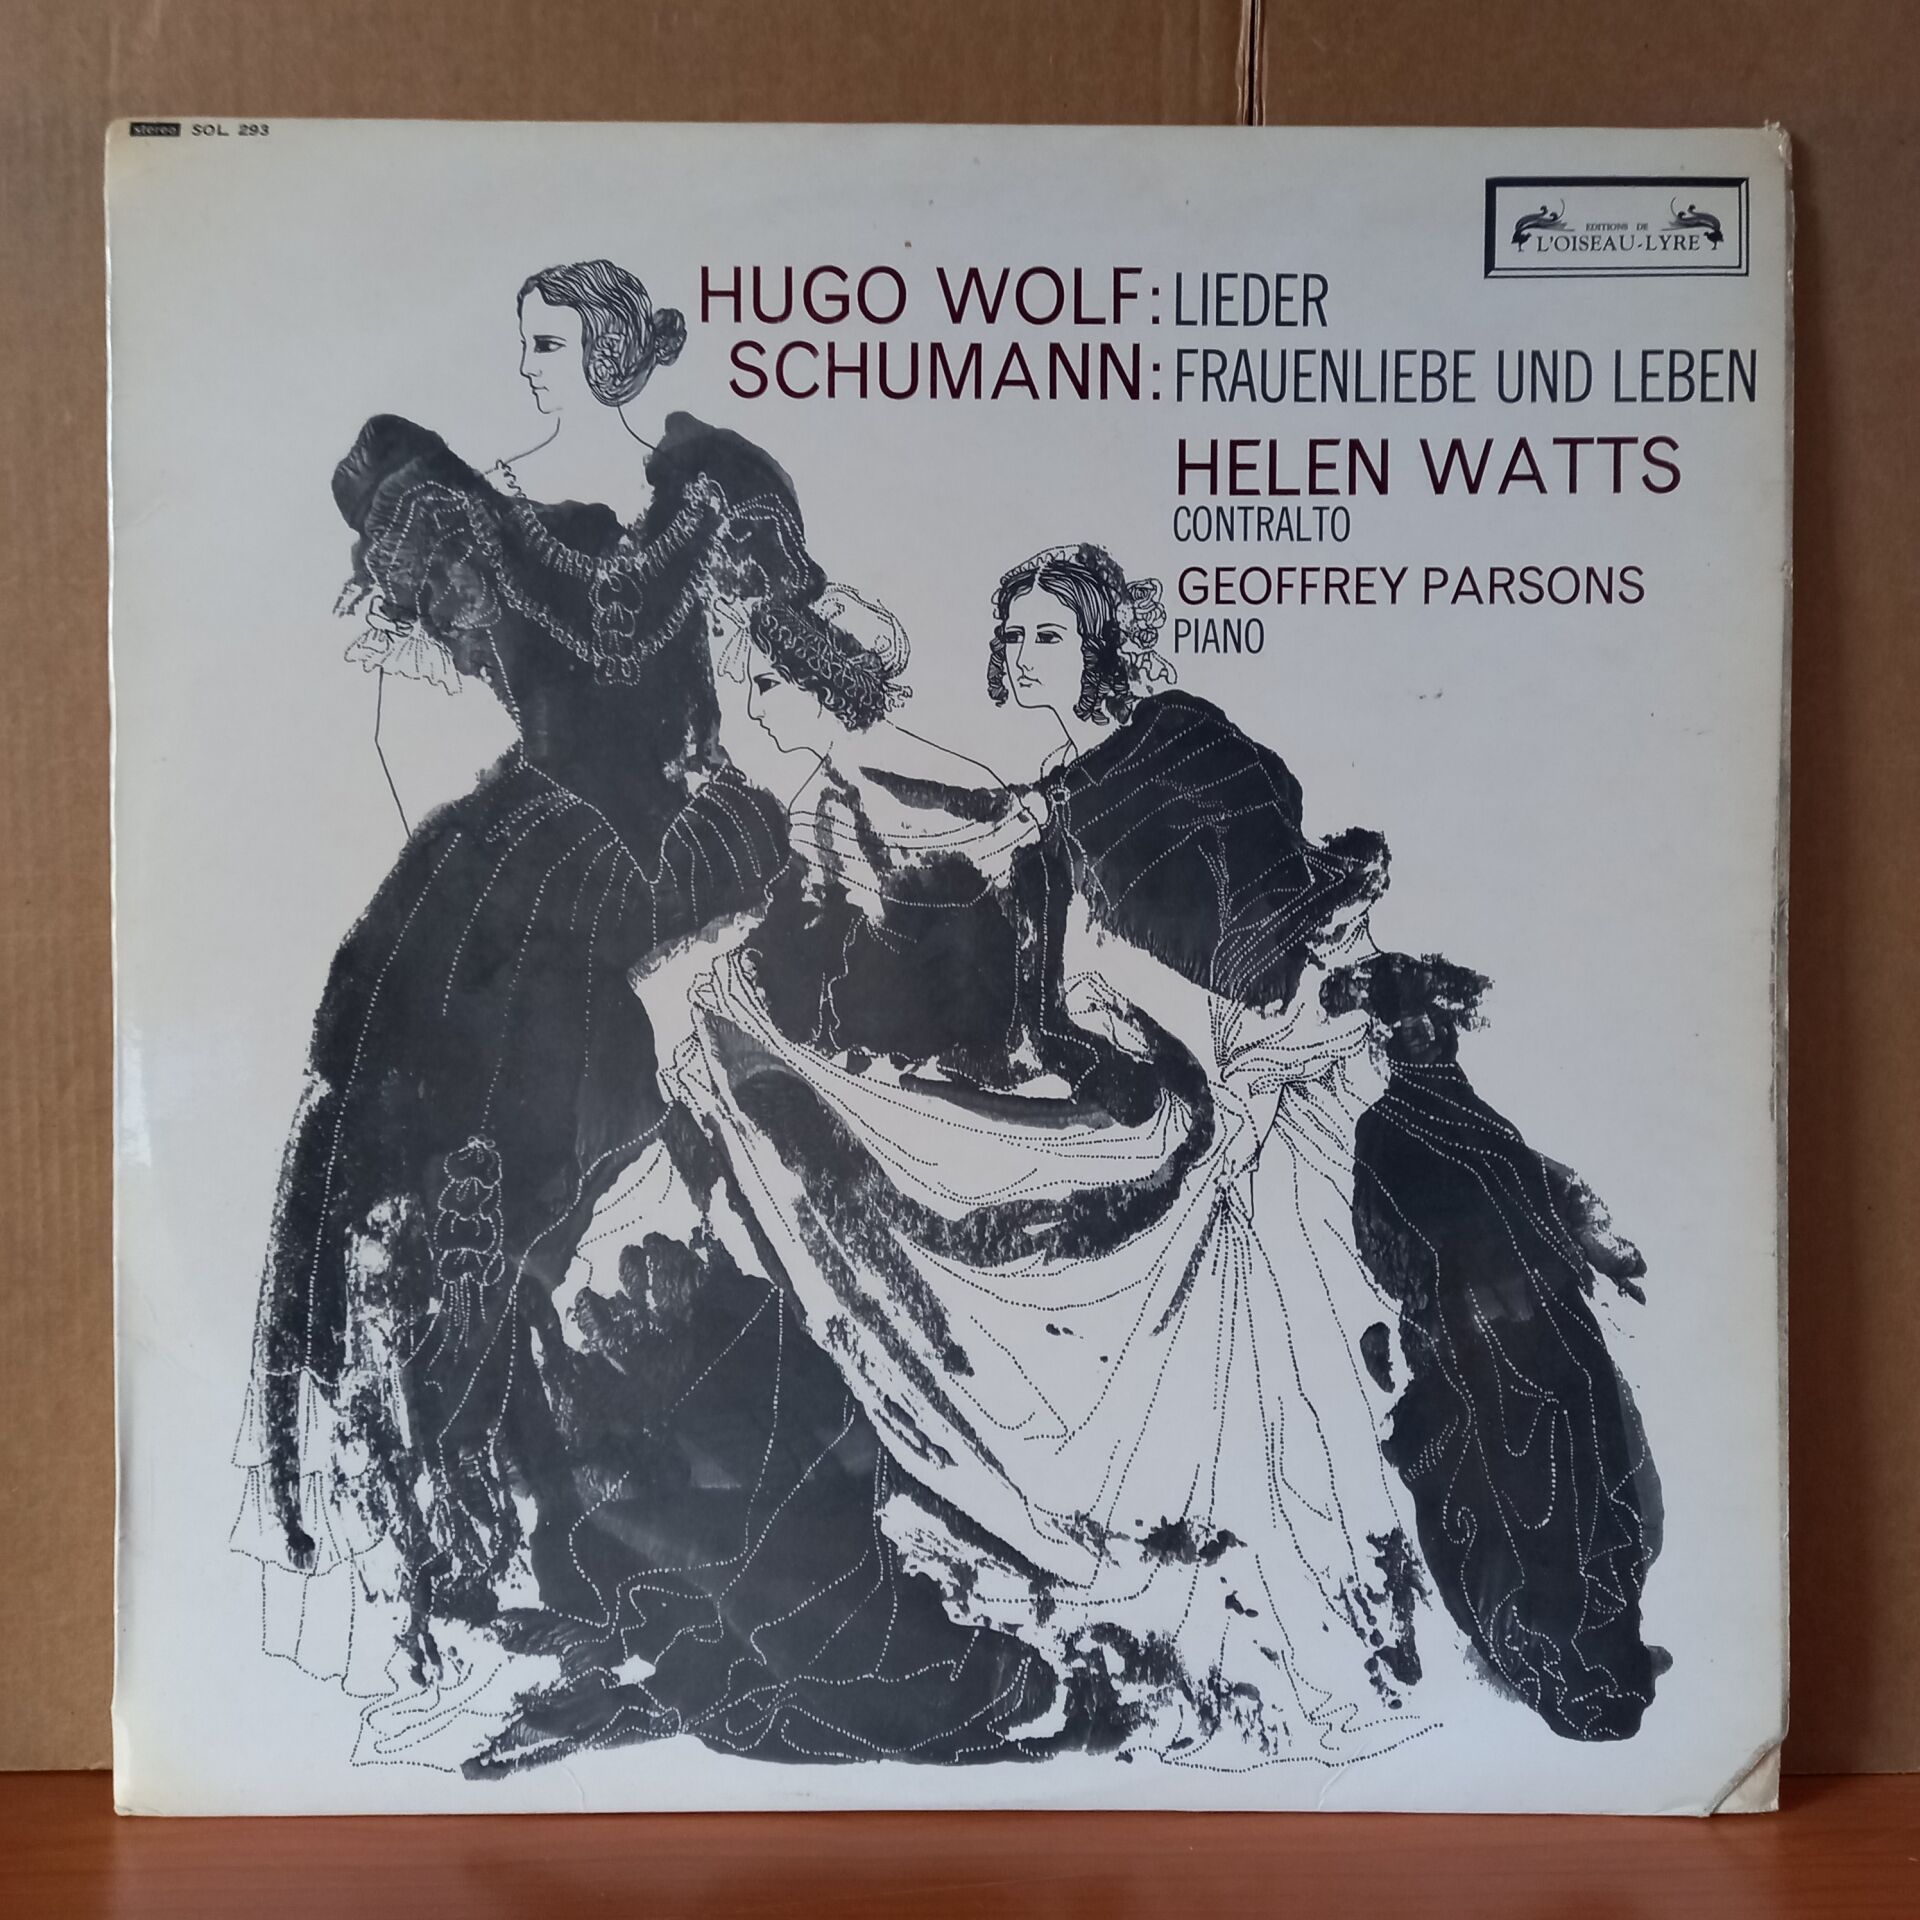 stereo SOL 293
EDITIONS DE
L'OISEAU-LYRE
HUGO WOLF: LIEDER
SCHUMANN: FRAUENLIEBE UND LEBEN
HELEN WATTS
CONTRALTO
GEOFFREY PARSONS
PIANO